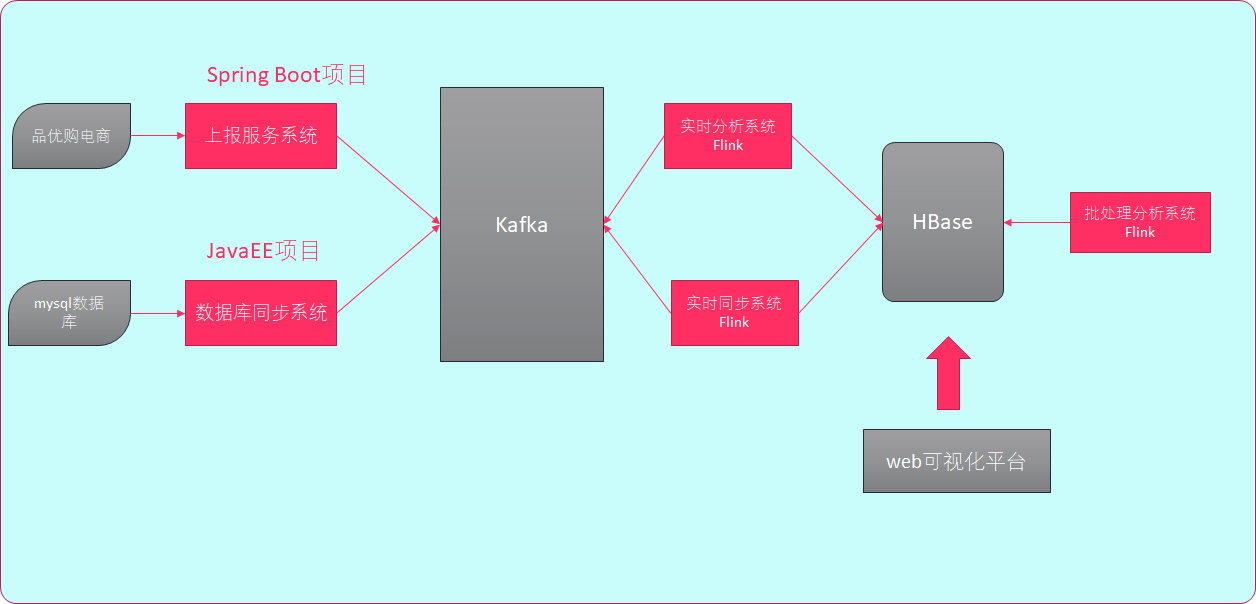 Spring Boot项目
品优购电商
上报服务系统
JavaEE项目
mysql数据
库
数据库同步系统
Kafka
实时分析系统
Flink
实时同步系统
Flink
HBase
批处理分析系统
Flink
web可视化平台